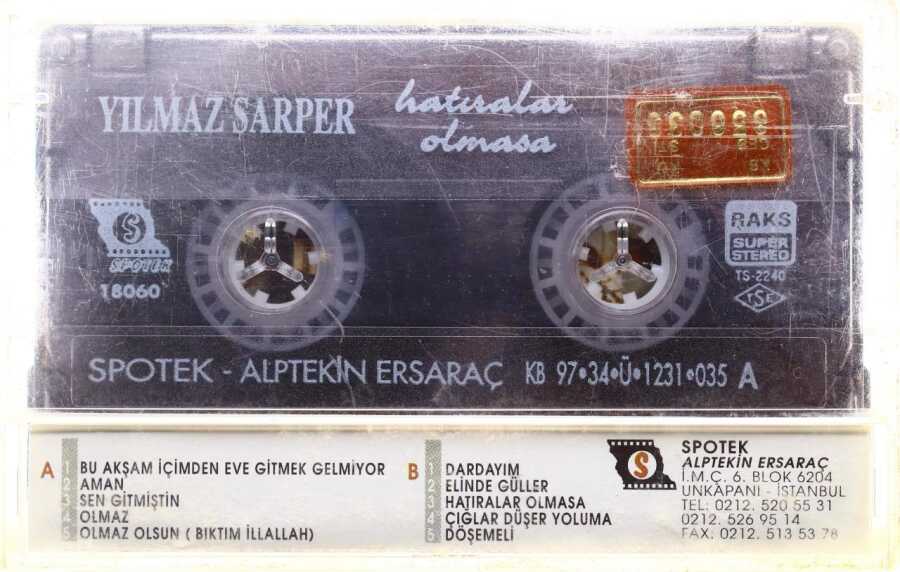 YILMAZ SARPER
hatıralar
olmasa
S
SPOTEK
T8060
RAKS
SUPER
STEREO
TS-2240
TSE
SPOTEK - ALPTEKİN ERSARAÇ KB 97•34•Ü•1231•035 A
A
1 BU AKŞAM İÇİMDEN EVE GİTMEK GELMİYOR
2 AMAN
3 SEN GİTMİŞTİN
4 OLMAZ
5 OLMAZ OLSUN ( BIKTIM İLLALLAH)
B
1 DARDAYIM
2 ELİNDE GÜLLER
3 HATIRALAR OLMASA
4 ÇIĞLAR DÜŞER YOLUMA
5 DÖŞEMELİ
S
SPOTEK
ALPTEKİN ERSARAÇ
İ.M.Ç. 6. BLOK 6204
UNKAPANI - İSTANBUL
TEL: 0212. 520 55 31
0212. 526 95 14
FAX: 0212. 513 53 78